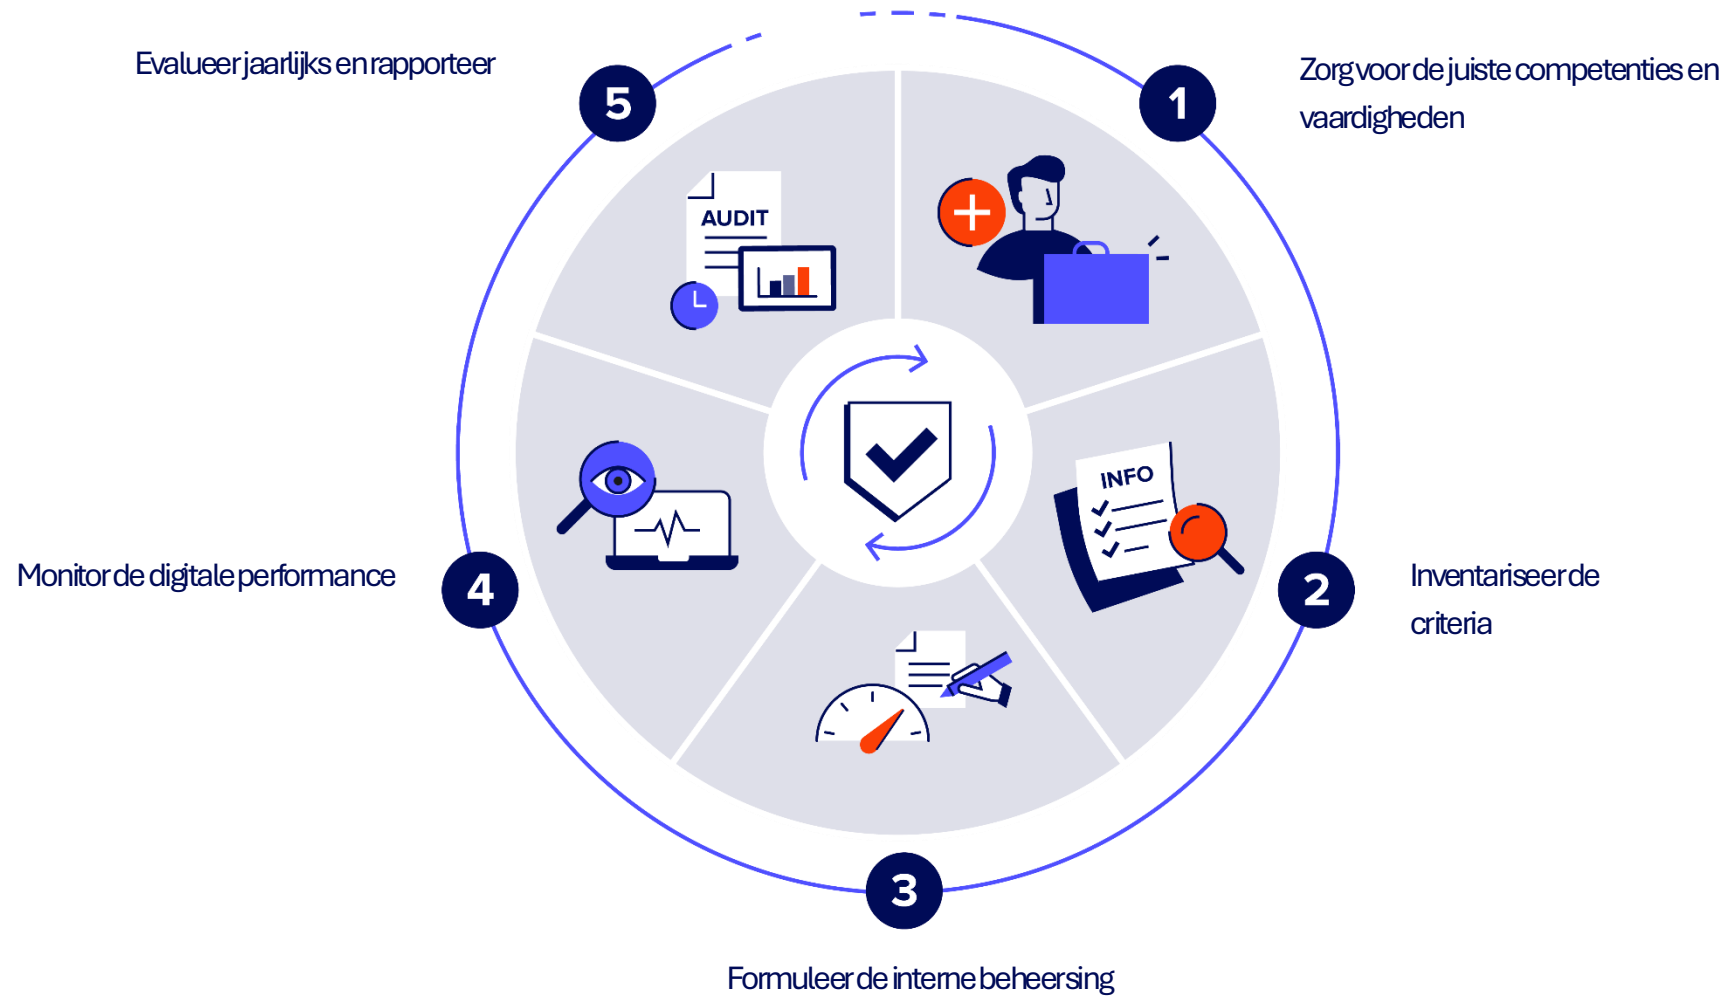 1
Zorg voor de juiste competenties en
vaardigheden
2
Inventariseer de
criteria
3
Formuleer de interne beheersing
4
Monitor de digitale performance
5
Evalueer jaarlijks en rapporteer
AUDIT
INFO